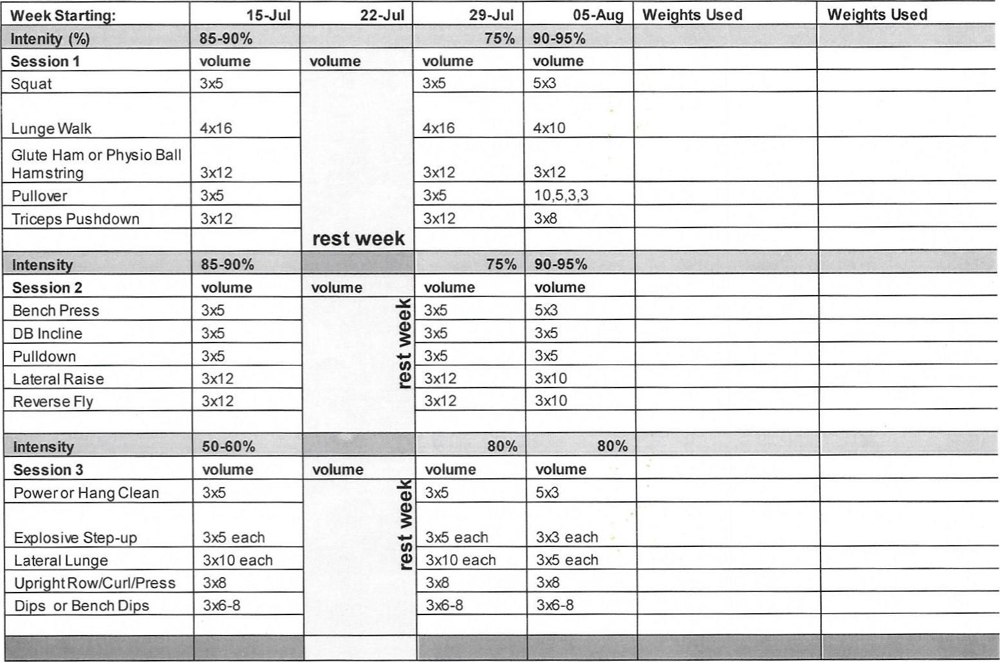 Week Starting: 15-Jul 22-Jul 29-Jul 05-Aug Weights Used Weights Used
Intenity (%) 85-90% 75% 90-95%
Session 1 volume volume volume volume
Squat 3x5 3x5 5x3
Lunge Walk 4x16 4x16 4x10
Glute Ham or Physio Ball
Hamstring 3x12 3x12 3x12
Pullover 3x5 3x5 10,5,3,3
Triceps Pushdown 3x12 3x12 3x8
rest week
Intensity 85-90% 75% 90-95%
Session 2 volume volume volume volume
Bench Press 3x5 3x5 5x3
DB Incline 3x5 3x5 3x5
Pulldown 3x5 3x5 3x5
Lateral Raise 3x12 3x12 3x10
Reverse Fly 3x12 3x12 3x10
rest week
Intensity 50-60% 80% 80%
Session 3 volume volume volume volume
Power or Hang Clean 3x5 3x5 5x3
Explosive Step-up 3x5 each 3x5 each 3x3 each
Lateral Lunge 3x10 each 3x10 each 3x5 each
Upright Row/Curl/Press 3x8 3x8 3x8
Dips or Bench Dips 3x6-8 3x6-8 3x6-8
rest week